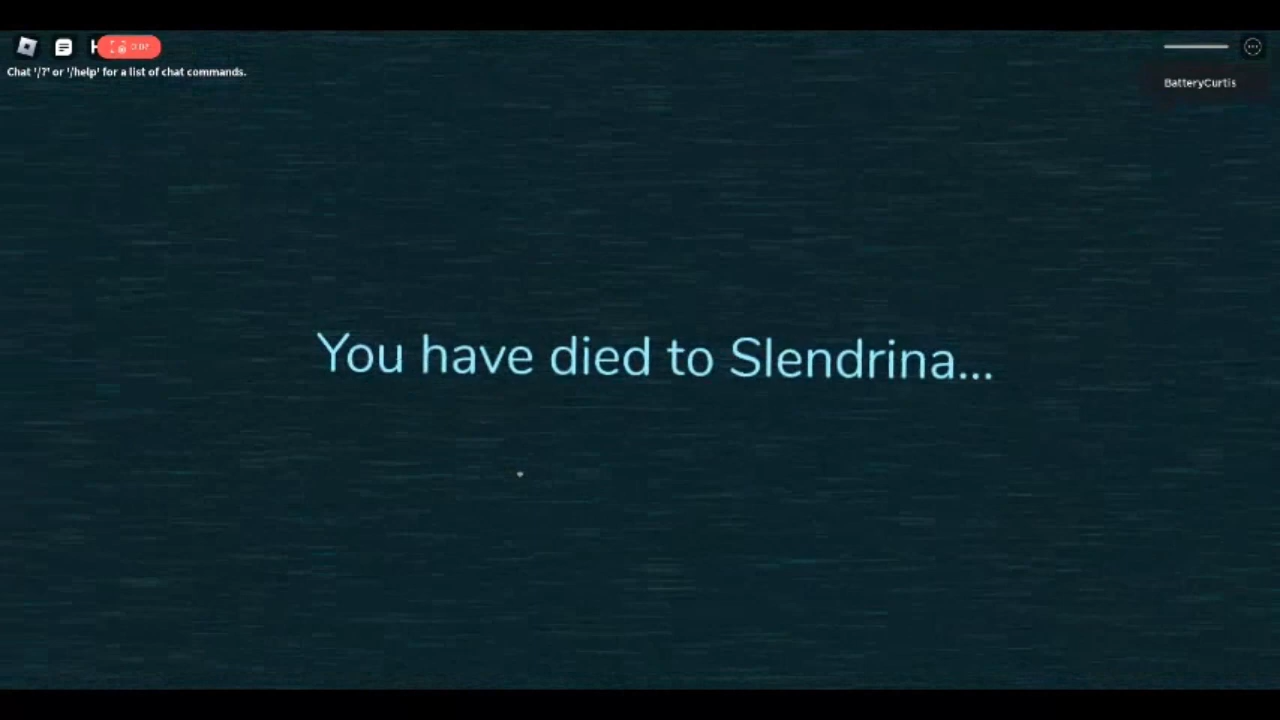 Chat '/?' or '/help' for a list of chat commands.
BatteryCurtis
You have died to Slendrina...